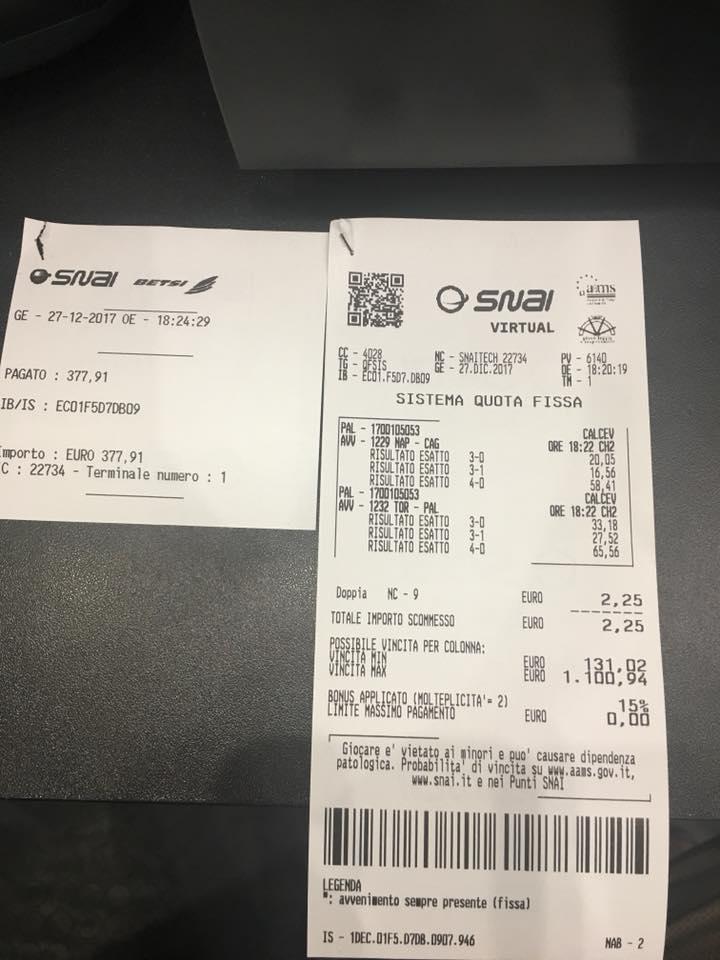 SNAI BETSI
GE - 27-12-2017 OE - 18:24:29
PAGATO : 377,91
IB/IS : EC01F5D7DB09
mporto : EURO 377,91
C : 22734 - Terminale numero : 1
SNAI
VIRTUAL
aams
CC - 4028 NC - SNAITECH 22734 PV - 6140
TG - QFSIS GE - 27.DIC.2017 OE - 18:20:19
IB - EC01.F5D7.DB09 TM - 1
SISTEMA QUOTA FISSA
PAL - 1700105053 CALCEV
AVV - 1229 NAP - CAG ORE 18:22 CH2
RISULTATO ESATTO 3-0 20,05
RISULTATO ESATTO 3-1 16,56
RISULTATO ESATTO 4-0 58,41
PAL - 1700105053 CALCEV
AVV - 1232 TOR - PAL ORE 18:22 CH2
RISULTATO ESATTO 3-0 33,18
RISULTATO ESATTO 3-1 27,52
RISULTATO ESATTO 4-0 65,56
Doppia NC - 9 EURO 2,25
TOTALE IMPORTO SCOMMESSO EURO 2,25
POSSIBILE VINCITA PER COLONNA:
VINCITA MIN EURO 131,02
VINCITA MAX EURO 1.100,94
BONUS APPLICATO (MOLTEPLICITA'= 2) 15%
LIMITE MASSIMO PAGAMENTO EURO 0,00
Giocare e' vietato ai minori e puo' causare dipendenza
patologica. Probabilita' di vincita su www.aams.gov.it,
www.snai.it e nei Punti SNAI
LEGENDA
*: avvenimento sempre presente (fissa)
IS - 1DEC.01F5.D7DB.0907.946 NAB - 2